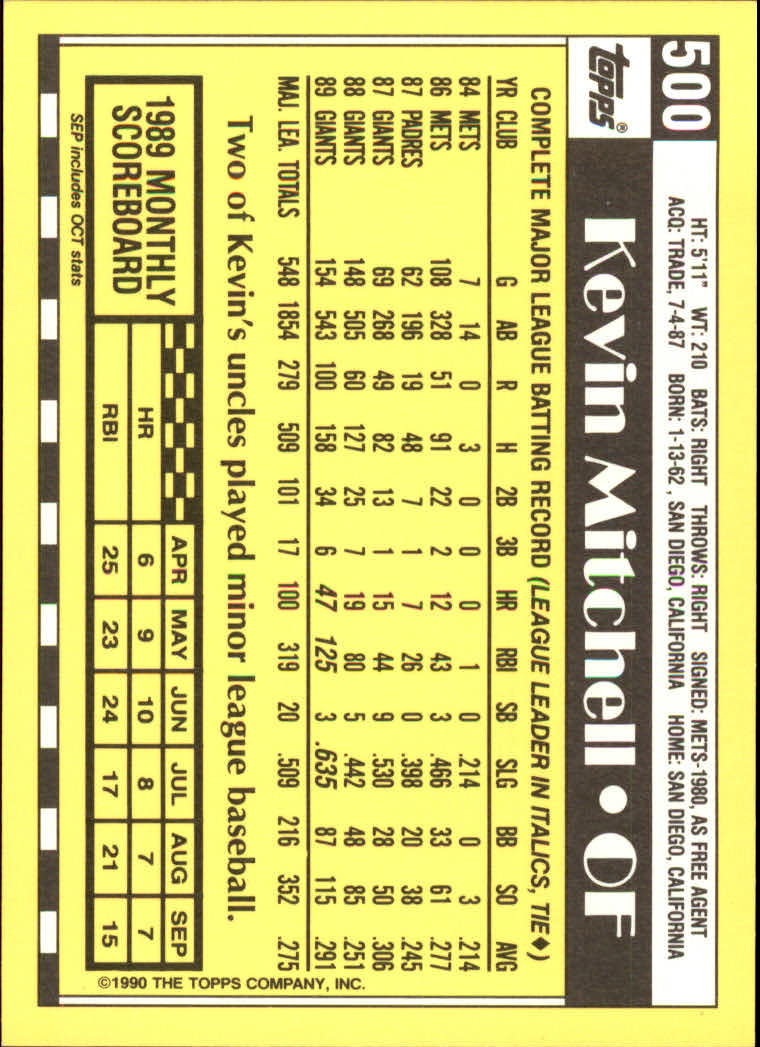 500
HT: 5'11" WT: 210 BATS: RIGHT THROWS: RIGHT SIGNED: METS-1980, AS FREE AGENT
ACQ: TRADE, 7-4-87 BORN: 1-13-62, SAN DIEGO, CALIFORNIA HOME: SAN DIEGO, CALIFORNIA
topps®
Kevin Mitchell • OF
COMPLETE MAJOR LEAGUE BATTING RECORD (LEAGUE LEADER IN ITALICS, TIE♦)
YR CLUB G AB R H 2B 3B HR RBI SB SLG BB SO AVG
84 METS 7 14 0 3 0 0 0 1 0 .214 0 3 .214
86 METS 108 328 51 91 22 2 12 43 3 .466 33 61 .277
87 PADRES 62 196 19 48 7 1 7 26 0 .398 20 38 .245
87 GIANTS 69 268 49 82 13 1 15 44 9 .530 28 50 .306
88 GIANTS 148 505 60 127 25 7 19 80 5 .442 48 85 .251
89 GIANTS 154 543 100 158 34 6 47 125 3 .635 87 115 .291
MAJ. LEA. TOTALS 548 1854 279 509 101 17 100 319 20 .509 216 352 .275
Two of Kevin's uncles played minor league baseball.
1989 MONTHLY
SCOREBOARD
APR MAY JUN JUL AUG SEP
HR 6 9 10 8 7 7
RBI 25 23 24 17 21 15
SEP includes OCT stats
©1990 THE TOPPS COMPANY, INC.